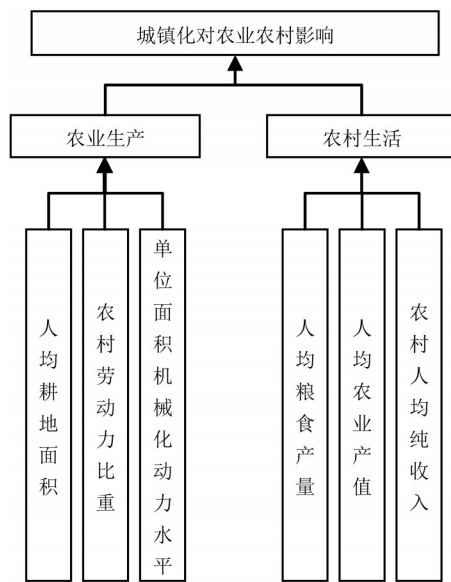 城镇化对农业农村影响
农业生产
农村生活
人均耕地面积
农村劳动力比重
单位面积机械化动力水平
人均粮食产量
人均农业产值
农村人均纯收入